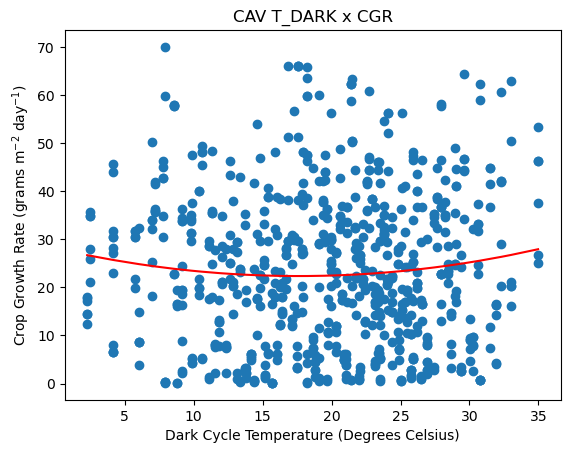 CAV T_DARK x CGR
70
60
50
40
30
20
10
0
Crop Growth Rate (grams m⁻² day⁻¹)
5 10 15 20 25 30 35
Dark Cycle Temperature (Degrees Celsius)